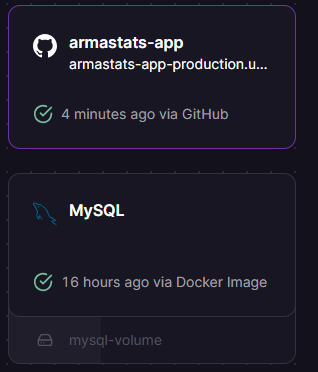 armastats-app
armastats-app-production.u...
4 minutes ago via GitHub
MySQL
16 hours ago via Docker Image
mysql-volume